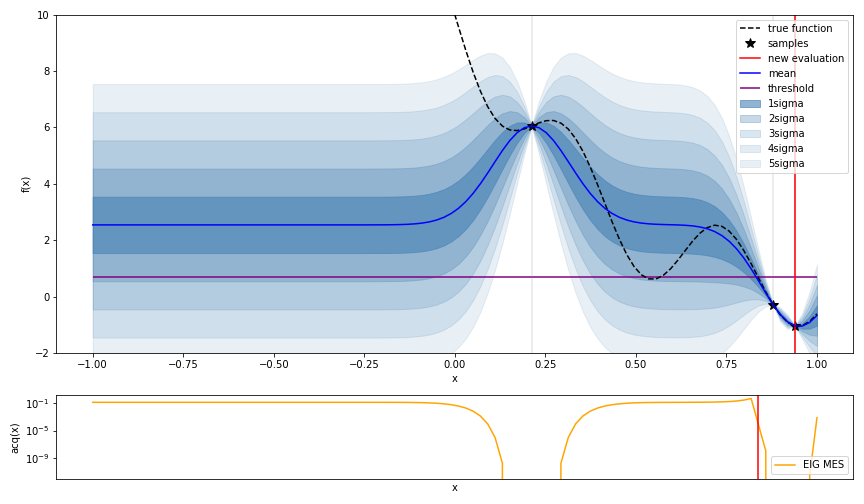 10
8
6
4
2
0
−2
f(x)
true function
samples
new evaluation
mean
threshold
1sigma
2sigma
3sigma
4sigma
5sigma
−1.00 −0.75 −0.50 −0.25 0.00 0.25 0.50 0.75 1.00
x
10⁻¹
10⁻⁵
10⁻⁹
acq(x)
EIG MES
x